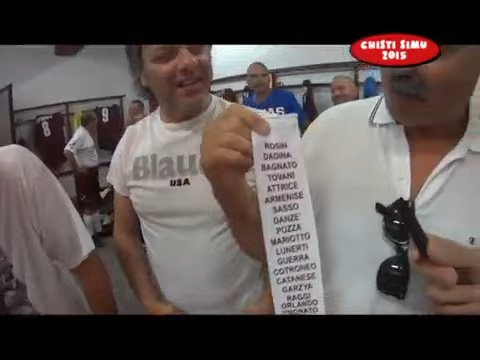 CHISTI SIMU
2015
8
9
Blau
USA
ROSIN
DADINA
BAGNATO
TOVANI
ATTRICE
ARMENISE
SASSO
DANZE'
POZZA
MARIOTTO
LUNERTI
GUERRA
COTRONEO
CATANESE
GARZYA
RAGGI
ORLANDO